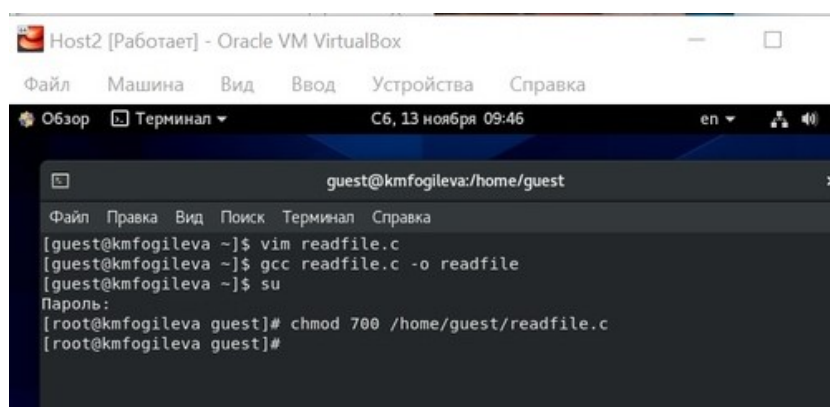 Host2 [Работает] - Oracle VM VirtualBox
Файл Машина Вид Ввод Устройства Справка
Обзор Терминал Сб, 13 ноября 09:46 en
guest@kmfogileva:/home/guest
Файл Правка Вид Поиск Терминал Справка
[guest@kmfogileva ~]$ vim readfile.c
[guest@kmfogileva ~]$ gcc readfile.c -o readfile
[guest@kmfogileva ~]$ su
Пароль:
[root@kmfogileva guest]# chmod 700 /home/guest/readfile.c
[root@kmfogileva guest]#